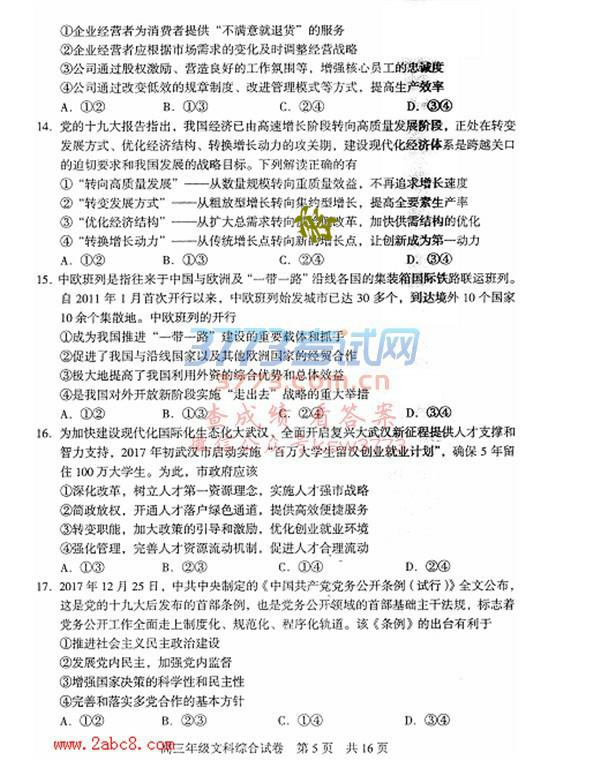 ①企业经营者为消费者提供“不满意就退货”的服务
②企业经营者应根据市场需求的变化及时调整经营战略
③公司通过股权激励、营造良好的工作氛围等，增强核心员工的忠诚度
④公司通过改变低效的规章制度、改进管理模式等方式，提高生产效率
A．①② B．①③ C．②④ D．③④
14．党的十九大报告指出，我国经济已由高速增长阶段转向高质量发展阶段，正处在转变
发展方式、优化经济结构、转换增长动力的攻关期，建设现代化经济体系是跨越关口
的迫切要求和我国发展的战略目标。下列解读正确的有
①“转向高质量发展”——从数量规模转向重质量效益，不再追求增长速度
②“转变发展方式”——从粗放型增长转向集约型增长，提高全要素生产率
③“优化经济结构”——从扩大总需求转向 改革，加快供需结构的优化
④“转换增长动力”——从传统增长点转向新的增长点，让创新成为第一动力
A．①② B．①③ C．②④ D．③④
15．中欧班列是指往来于中国与欧洲及“一带一路”沿线各国的集装箱国际铁路联运班列。
自 2011 年 1 月首次开行以来，中欧班列始发城市已达 30 多个，到达境外 10 个国家
10 余个集散地。中欧班列的开行
①成为我国推进“一带一路”建设的重要载体和抓手
②促进了我国与沿线国家以及其他欧洲国家的经贸合作
③极大地提高了我国利用外资的综合优势和总体效益
④是我国对外开放新阶段实施“走出去”战略的重大举措
A．①② B．①③ C．②④ D．③④
3773考试网
3773.com.cn
查成绩 看答案
16．为加快建设现代化国际化生态化大武汉，全面开启复兴大武汉新征程提供人才支撑和
智力支持，2017 年初武汉市启动实施“百万大学生留汉创业就业计划”，确保 5 年留
住 100 万大学生。为此，市政府应该
①深化改革，树立人才第一资源理念，实施人才强市战略
②简政放权，开通人才落户绿色通道，提供高效便捷服务
③转变职能，加大政策的引导和激励，优化创业就业环境
④强化管理，完善人才资源流动机制，促进人才合理流动
A．①③ B．①④ C．②③ D．②④
17．2017 年 12 月 25 日，中共中央制定的《中国共产党党务公开条例（试行）》全文公布，
这是党的十九大后发布的首部条例，也是党务公开领域的首部基础主干法规，标志着
党务公开工作全面走上制度化、规范化、程序化轨道。该《条例》的出台有利于
①推进社会主义民主政治建设
②发展党内民主，加强党内监督
③增强国家决策的科学性和民主性
④完善和落实多党合作的基本方针
A．①② B．②③ C．①④ D．③④
www.2abc8.com
高三年级文科综合试卷 第 5 页 共 16 页